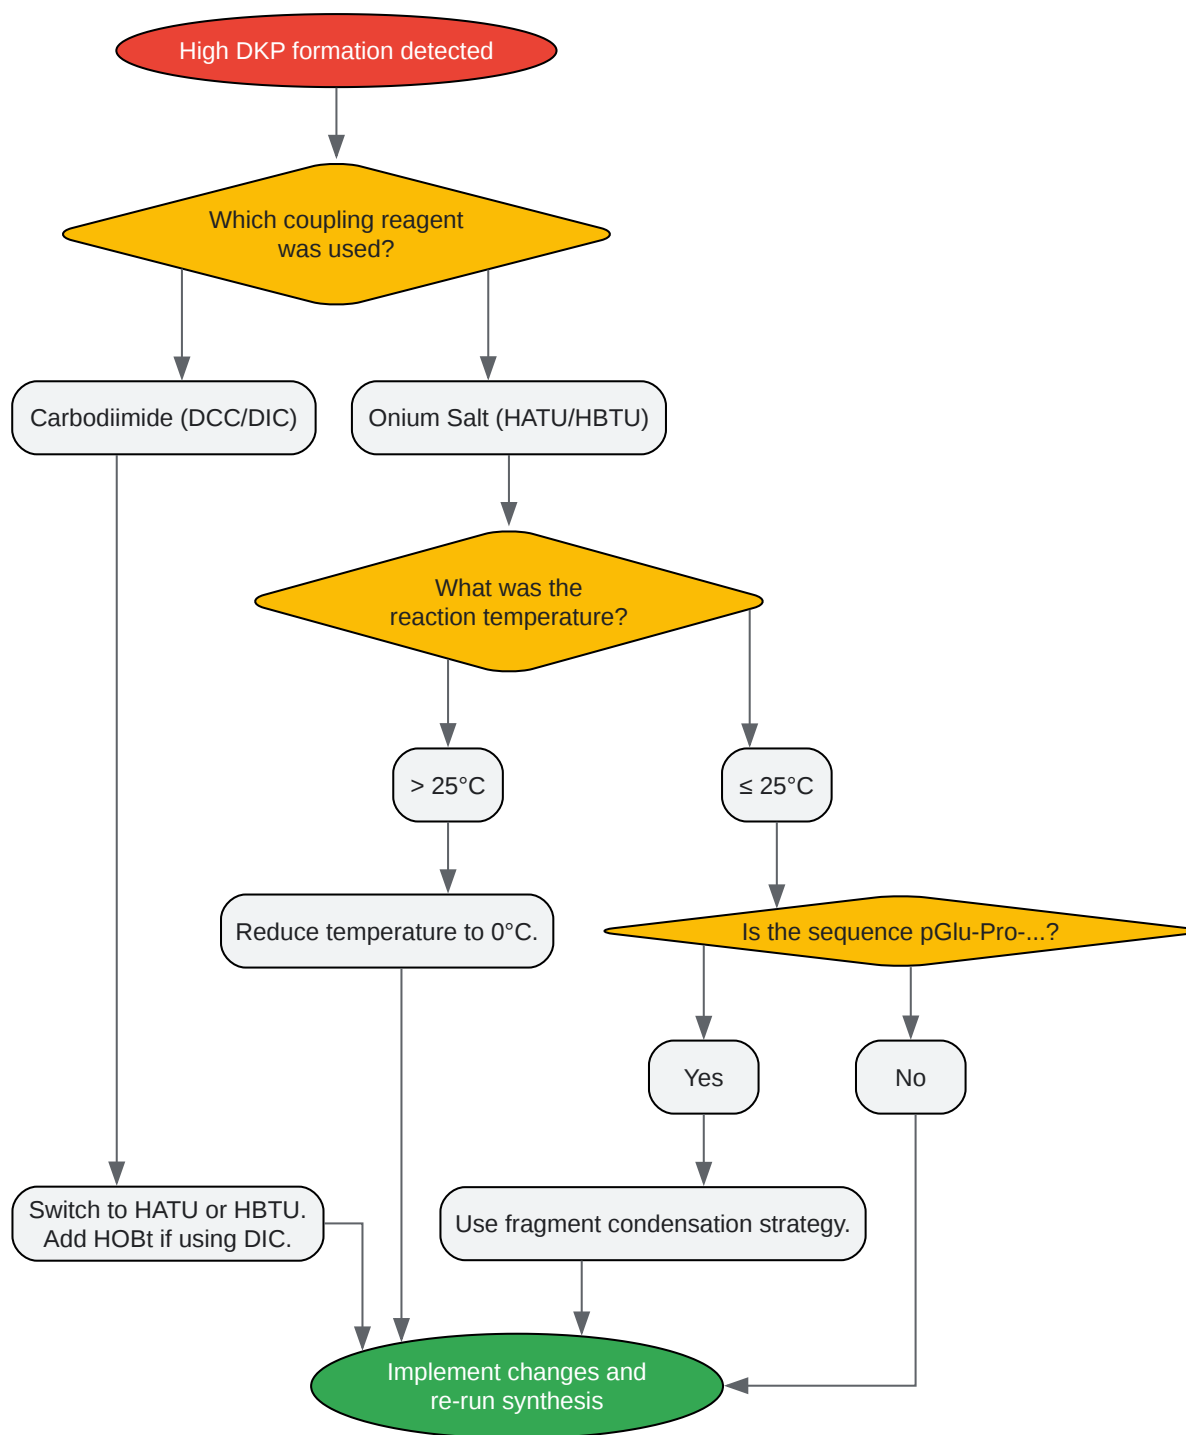 High DKP formation detected
Which coupling reagent
was used?
Carbodiimide (DCC/DIC)
Onium Salt (HATU/HBTU)
What was the
reaction temperature?
> 25°C
≤ 25°C
Reduce temperature to 0°C.
Is the sequence pGlu-Pro-...?
Yes
No
Switch to HATU or HBTU.
Add HOBt if using DIC.
Use fragment condensation strategy.
Implement changes and
re-run synthesis